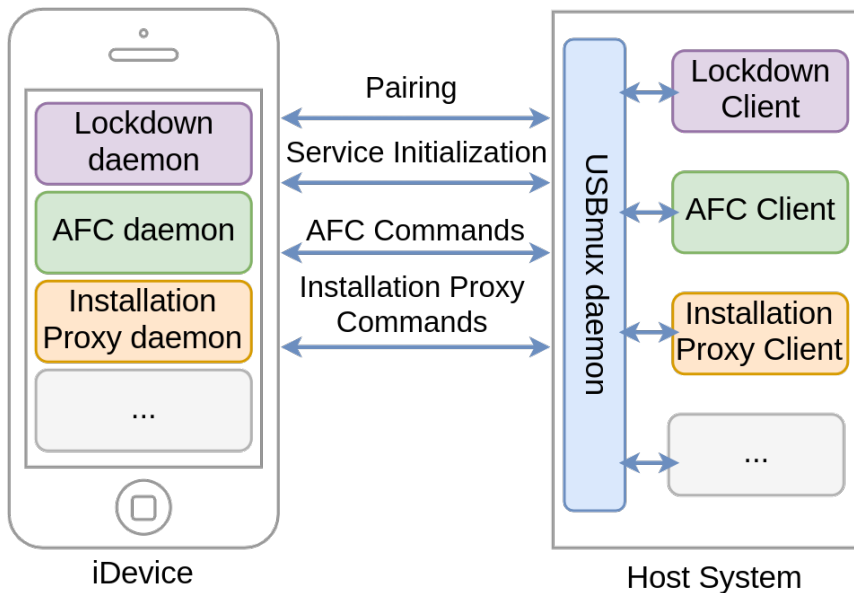 Lockdown
daemon
AFC daemon
Installation
Proxy daemon
...
iDevice
Pairing
Service Initialization
AFC Commands
Installation Proxy
Commands
USBmux daemon
Lockdown
Client
AFC Client
Installation
Proxy Client
...
Host System